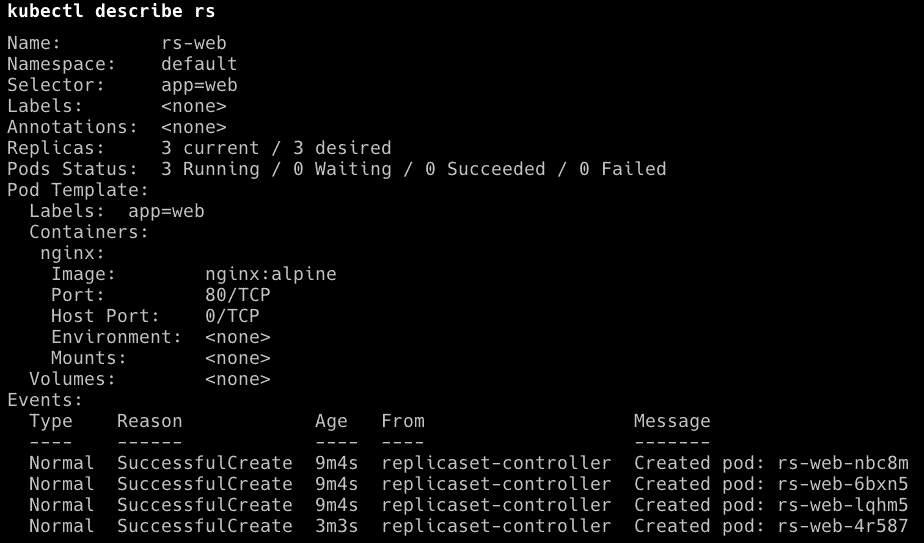 kubectl describe rs
Name:         rs-web
Namespace:    default
Selector:     app=web
Labels:       <none>
Annotations:  <none>
Replicas:     3 current / 3 desired
Pods Status:  3 Running / 0 Waiting / 0 Succeeded / 0 Failed
Pod Template:
  Labels:  app=web
  Containers:
   nginx:
    Image:        nginx:alpine
    Port:         80/TCP
    Host Port:    0/TCP
    Environment:  <none>
    Mounts:       <none>
  Volumes:        <none>
Events:
  Type    Reason            Age   From                   Message
  ----    ------            ----  ----                   -------
  Normal  SuccessfulCreate  9m4s  replicaset-controller  Created pod: rs-web-nbc8m
  Normal  SuccessfulCreate  9m4s  replicaset-controller  Created pod: rs-web-6bxn5
  Normal  SuccessfulCreate  9m4s  replicaset-controller  Created pod: rs-web-lqhm5
  Normal  SuccessfulCreate  3m3s  replicaset-controller  Created pod: rs-web-4r587